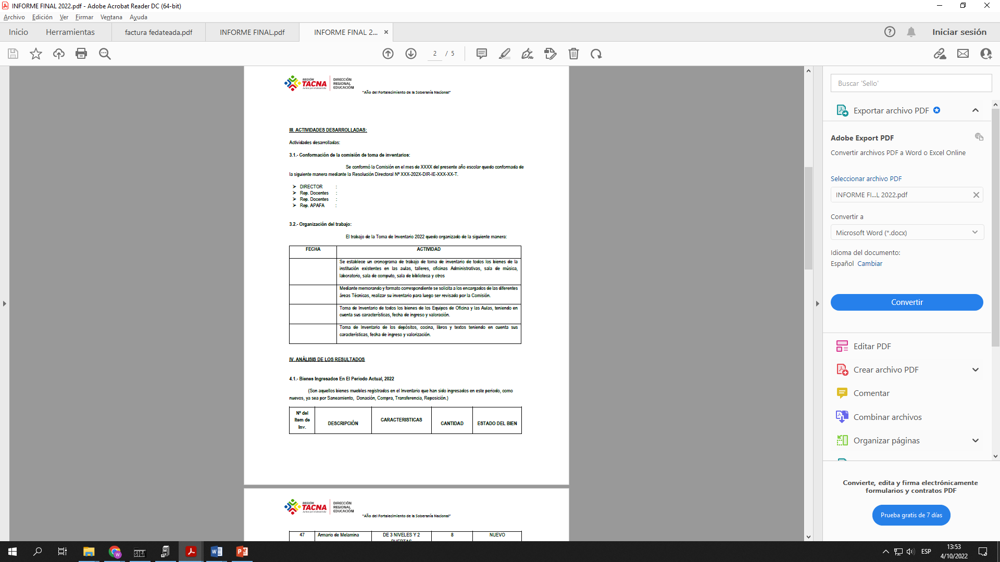 INFORME FINAL 2022.pdf - Adobe Acrobat Reader DC (64-bit)
Archivo Edición Ver Firmar Ventana Ayuda
Inicio Herramientas factura fedateada.pdf INFORME FINAL.pdf INFORME FINAL 2... Iniciar sesión
2 / 5
REGIÓN
TACNA
Juntos por el desarrollo
DIRECCIÓN
REGIONAL
EDUCACIÓN
"Año del Fortalecimiento de la Soberanía Nacional"
III. ACTIVIDADES DESARROLLADAS:
Actividades desarrolladas:
3.1.- Conformación de la comisión de toma de inventarios:
Se conformó la Comisión en el mes de XXXX del presente año escolar quedo conformada de
la siguiente manera mediante la Resolución Directoral Nº XXX-202X-DIR-IE-XXX-XX-T.
➢ DIRECTOR :
➢ Rep. Docentes :
➢ Rep. Docentes :
➢ Rep. APAFA :
3.2.- Organización del trabajo:
El trabajo de la Toma de Inventario 2022 quedo organizado de la siguiente manera:
FECHA ACTIVIDAD
Se establece un cronograma de trabajo de toma de inventario de todos los bienes de la
institución existentes en las aulas, talleres, oficinas Administrativas, sala de música,
laboratorio, sala de computo, sala de biblioteca y otros
Mediante memorando y formato correspondiente se solicita a los encargados de las diferentes
áreas Técnicas, realizar su inventario para luego ser revisado por la Comisión.
Toma de Inventario de todos los bienes de los Equipos de Oficina y las Aulas, teniendo en
cuenta sus característicos, fecha de ingreso y valoración.
Toma de Inventario de los depósitos, cocina, libros y textos teniendo en cuenta sus
características, fecha de ingreso y valorización.
IV. ANÁLISIS DE LOS RESULTADOS
4.1.- Bienes Ingresados En El Periodo Actual, 2022
(Son aquellos bienes muebles registrados en el Inventario que han sido ingresados en este periodo, como
nuevos, ya sea por Saneamiento, Donación, Compra, Transferencia, Reposición.)
Nº del
Item de
Inv.
DESCRIPCIÓN
CARACTERISTICAS
CANTIDAD
ESTADO DEL BIEN
REGIÓN
TACNA
Juntos por el desarrollo
DIRECCIÓN
REGIONAL
EDUCACIÓN
"Año del Fortalecimiento de la Soberanía Nacional"
47 Armario de Melamina DE 3 NIVELES Y 2 8 NUEVO
PUERTAS
Buscar 'Sello'
Exportar archivo PDF
Adobe Export PDF
Convertir archivos PDF a Word o Excel Online
Seleccionar archivo PDF
INFORME FI...L 2022.pdf
Convertir a
Microsoft Word (*.docx)
Idioma del documento:
Español Cambiar
Convertir
Editar PDF
Crear archivo PDF
Comentar
Combinar archivos
Organizar páginas
Convierte, edita y firma electrónicamente
formularios y contratos PDF
Prueba gratis de 7 días
SIGA
ESP
13:53
4/10/2022